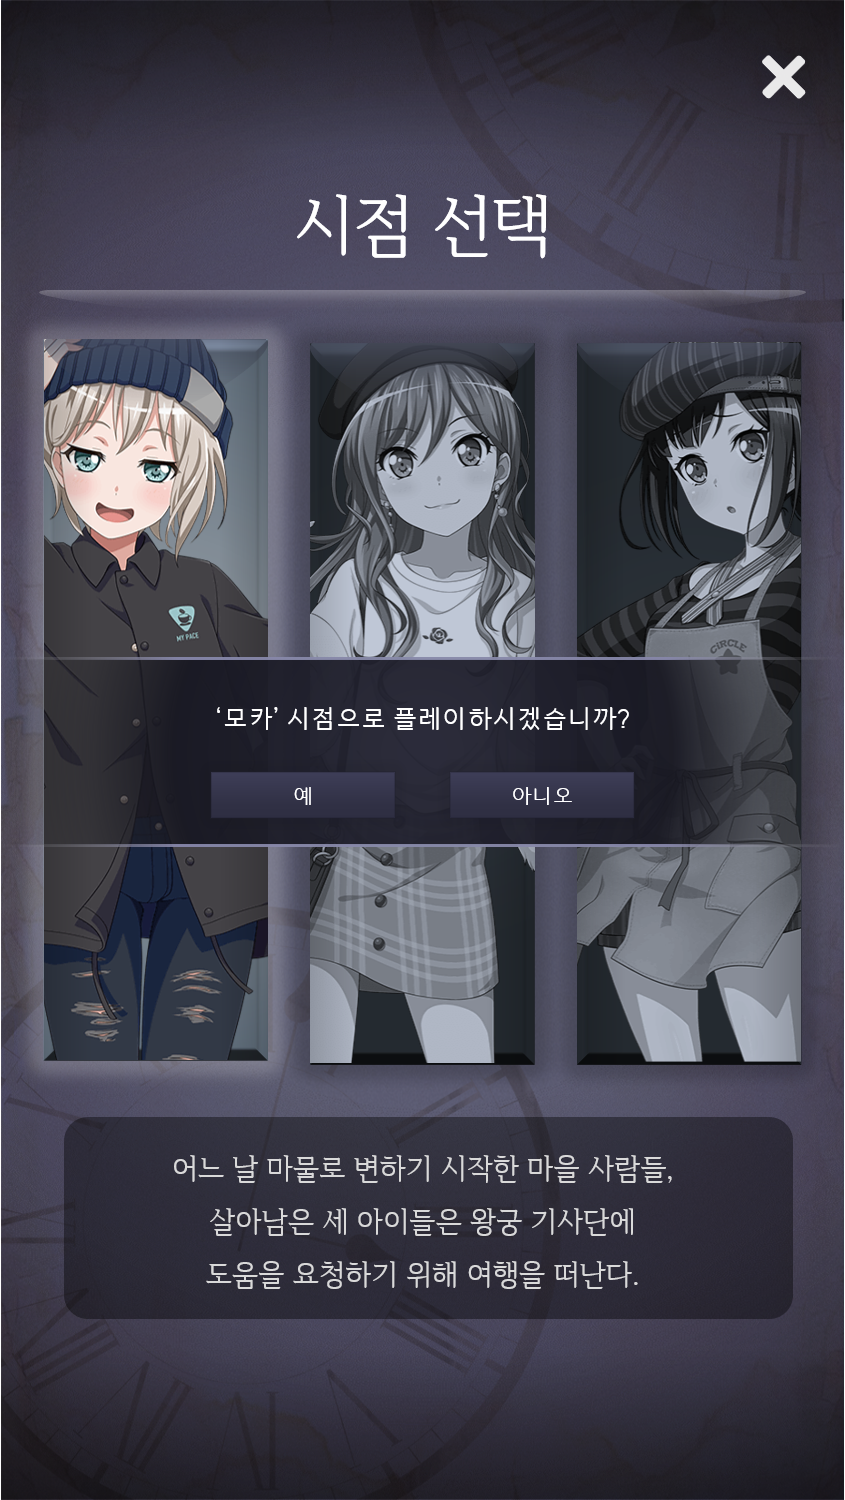 시점 선택
MY PACE
CiRCLE
‘모카’ 시점으로 플레이하시겠습니까?
예
아니오
어느 날 마물로 변하기 시작한 마을 사람들,
살아남은 세 아이들은 왕궁 기사단에
도움을 요청하기 위해 여행을 떠난다.